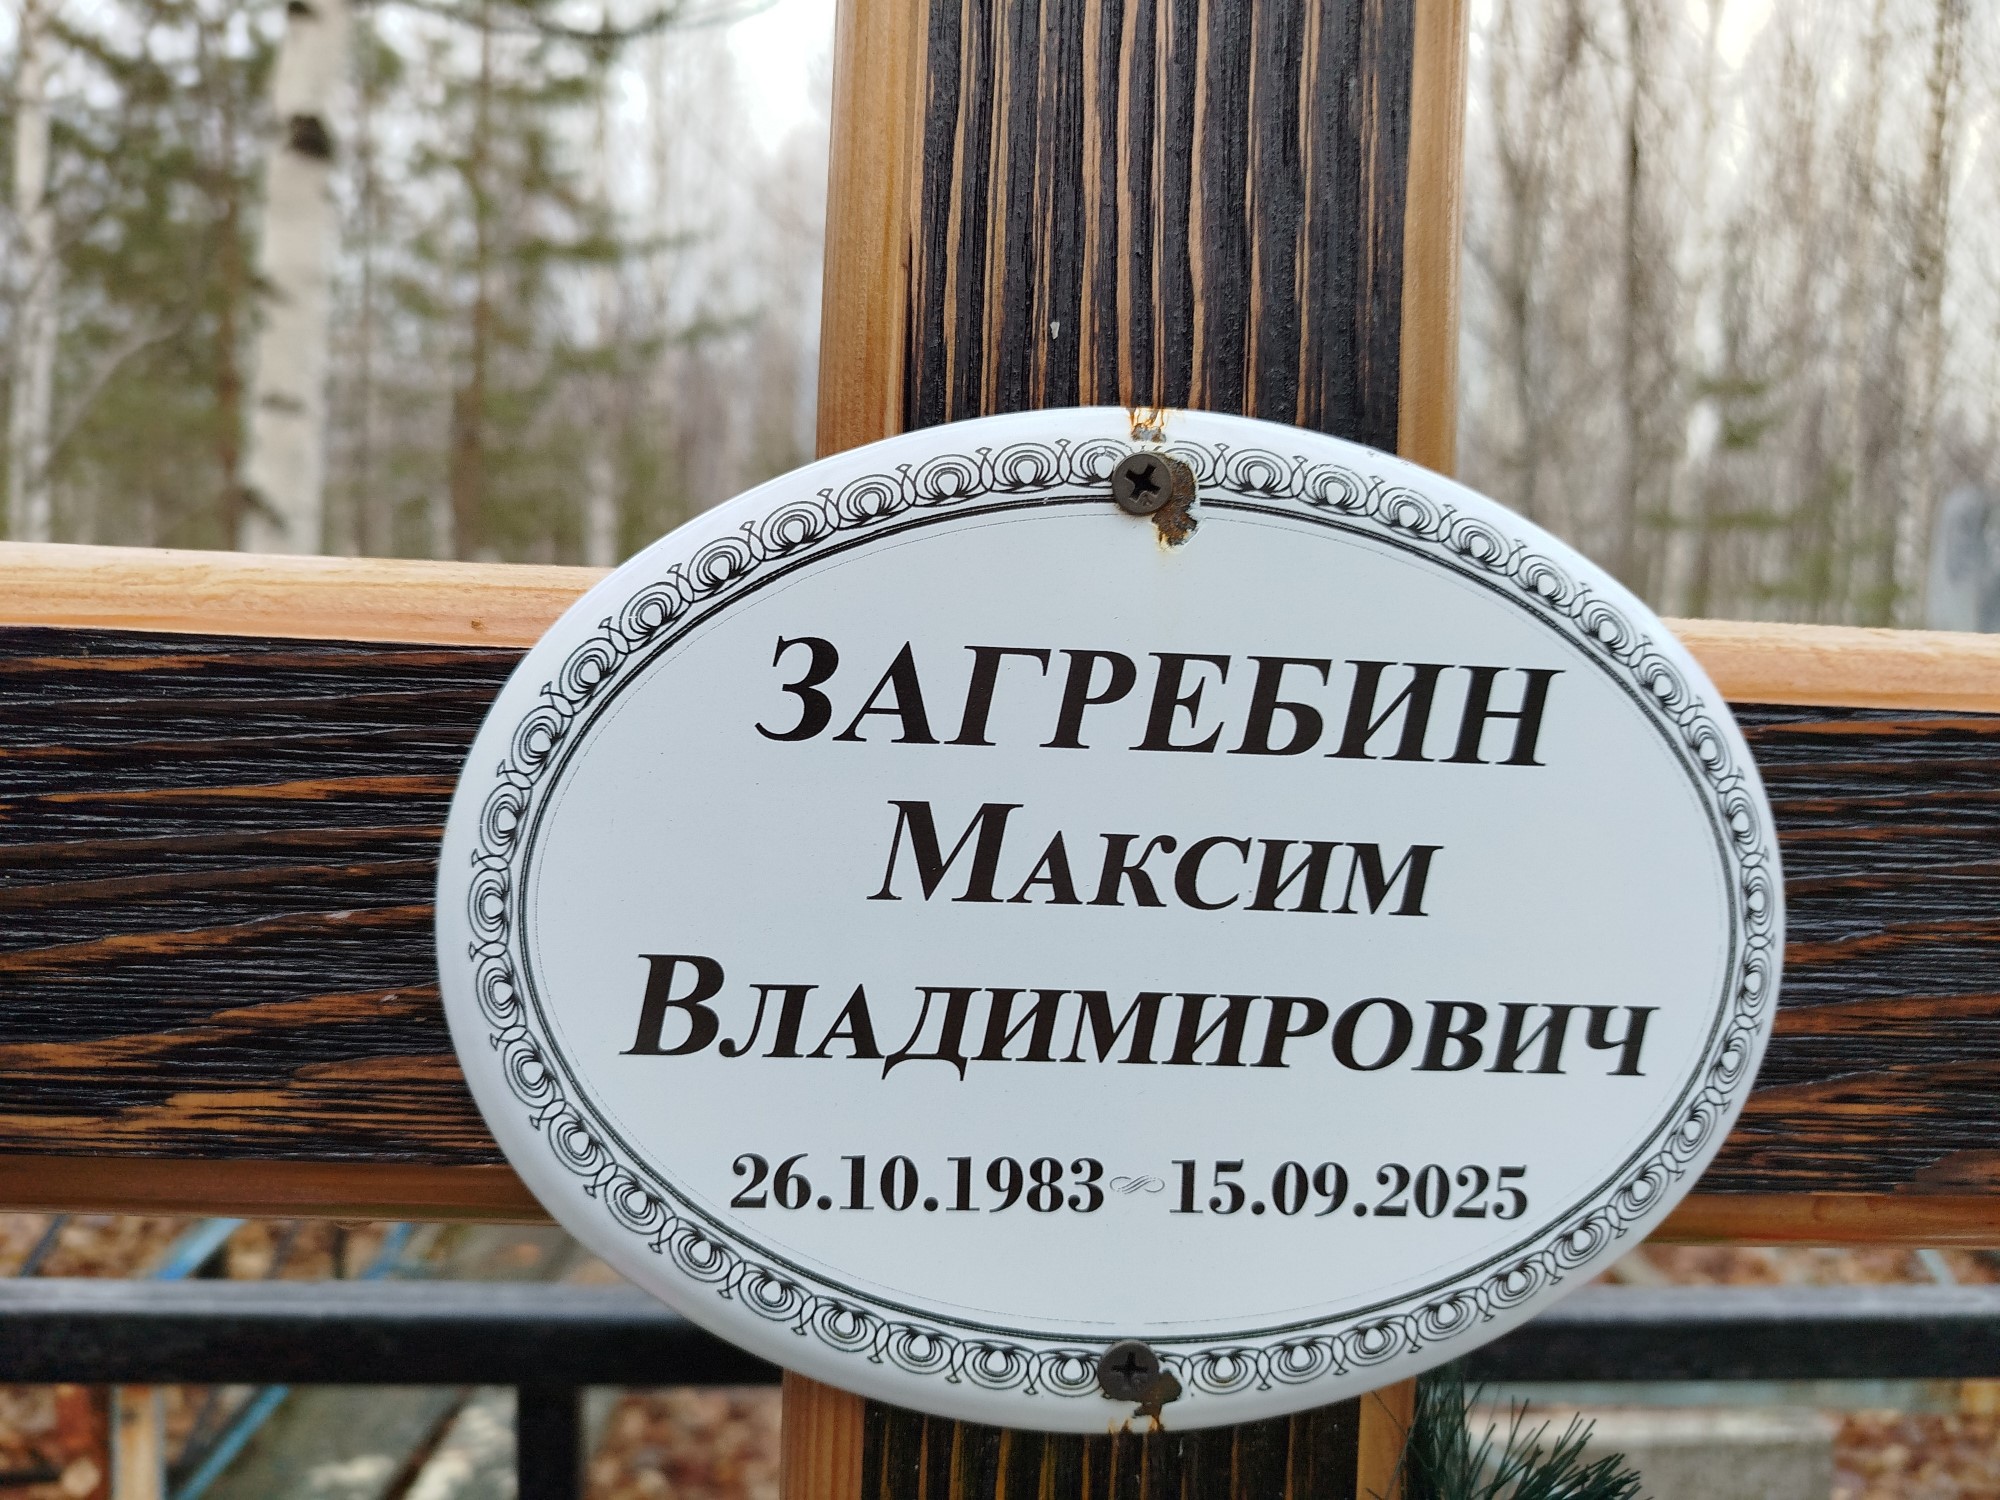 ЗАГРЕБИН
Максим
Владимирович
26.10.1983 ~ 15.09.2025